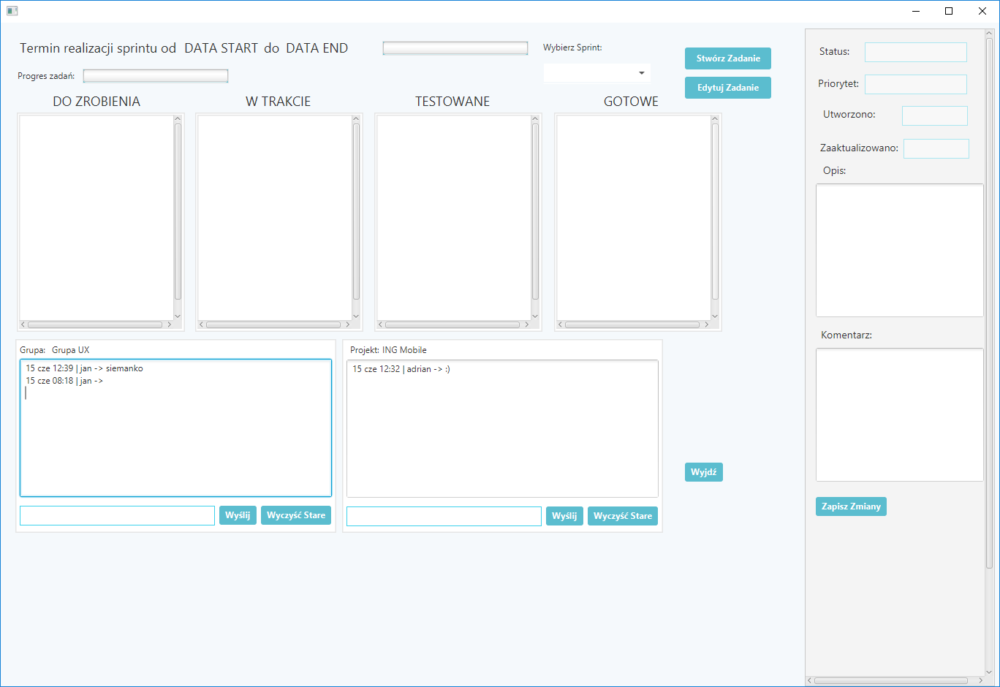 Termin realizacji sprintu od DATA START do DATA END
Wybierz Sprint:
Progres zadań:
Stwórz Zadanie
Edytuj Zadanie
DO ZROBIENIA
W TRAKCIE
TESTOWANE
GOTOWE
Grupa: Grupa UX
15 cze 12:39 | jan -> siemanko
15 cze 08:18 | jan ->
Wyślij
Wyczyść Stare
Projekt: ING Mobile
15 cze 12:32 | adrian -> :)
Wyślij
Wyczyść Stare
Wyjdź
Status:
Priorytet:
Utworzono:
Zaaktualizowano:
Opis:
Komentarz:
Zapisz Zmiany